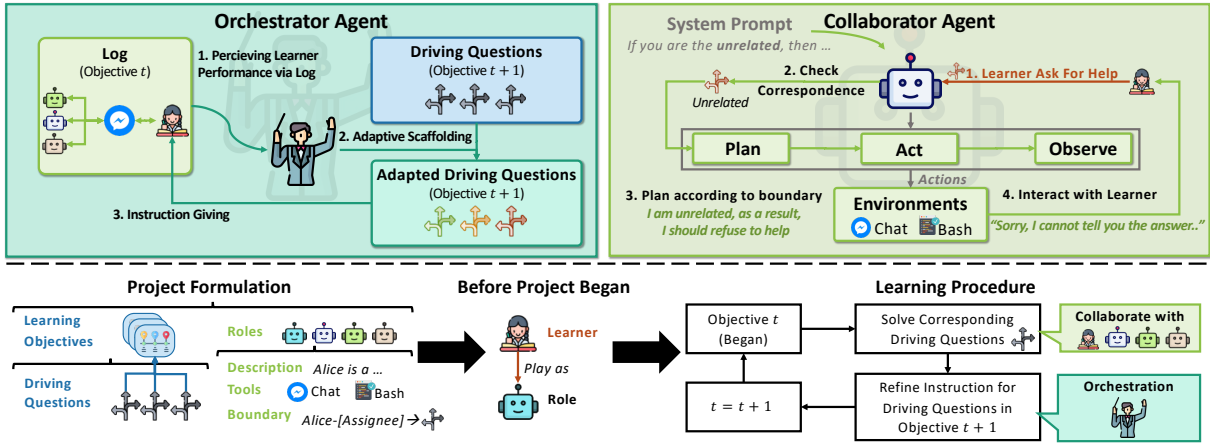 Orchestrator Agent
Log
(Objective t)
1. Percieving Learner
Performance via Log
Driving Questions
(Objective t + 1)
2. Adaptive Scaffolding
Adapted Driving Questions
(Objective t + 1)
3. Instruction Giving
Collaborator Agent
System Prompt
If you are the unrelated, then ...
1. Learner Ask For Help
2. Check
Correspondence
Unrelated
Plan
Act
Observe
Actions
3. Plan according to boundary
I am unrelated, as a result,
I should refuse to help
Environments
Chat
Bash
4. Interact with Learner
"Sorry, I cannot tell you the answer.."
Project Formulation
Learning
Objectives
Driving
Questions
Roles
Description
Alice is a ...
Tools
Chat
Bash
Boundary
Alice-[Assignee]→
Before Project Began
Learner
Play as
Role
Learning Procedure
Objective t
(Began)
Solve Corresponding
Driving Questions
Collaborate with
t = t + 1
Refine Instruction for
Driving Questions in
Objective t + 1
Orchestration